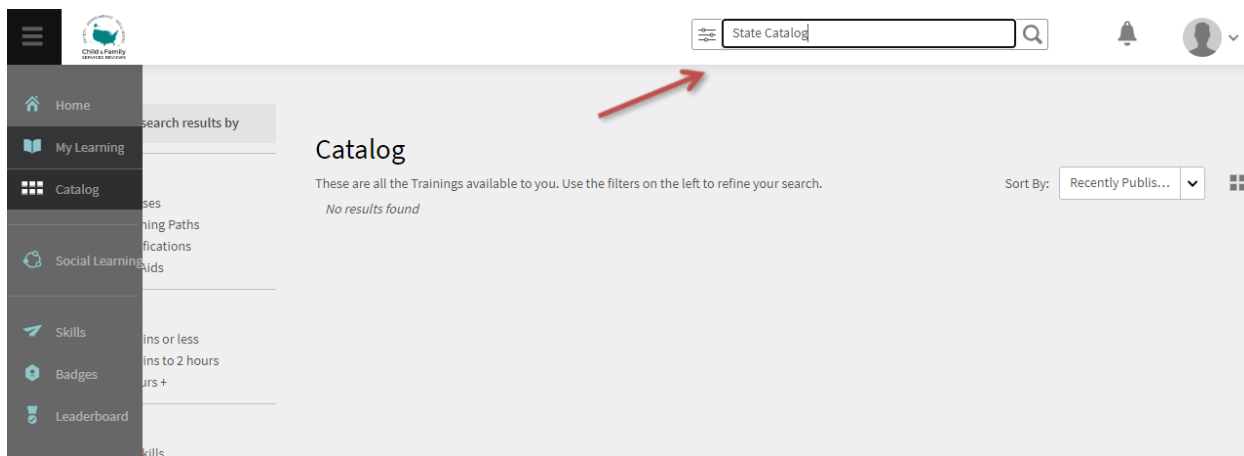 State Catalog
Child & Family
SERVICES REVIEWS
Home
My Learning
Catalog
Social Learning
Skills
Badges
Leaderboard
search results by
ses
ning Paths
fications
Aids
ins or less
ins to 2 hours
urs +
kills
Catalog
These are all the Trainings available to you. Use the filters on the left to refine your search.
No results found
Sort By:
Recently Publis...